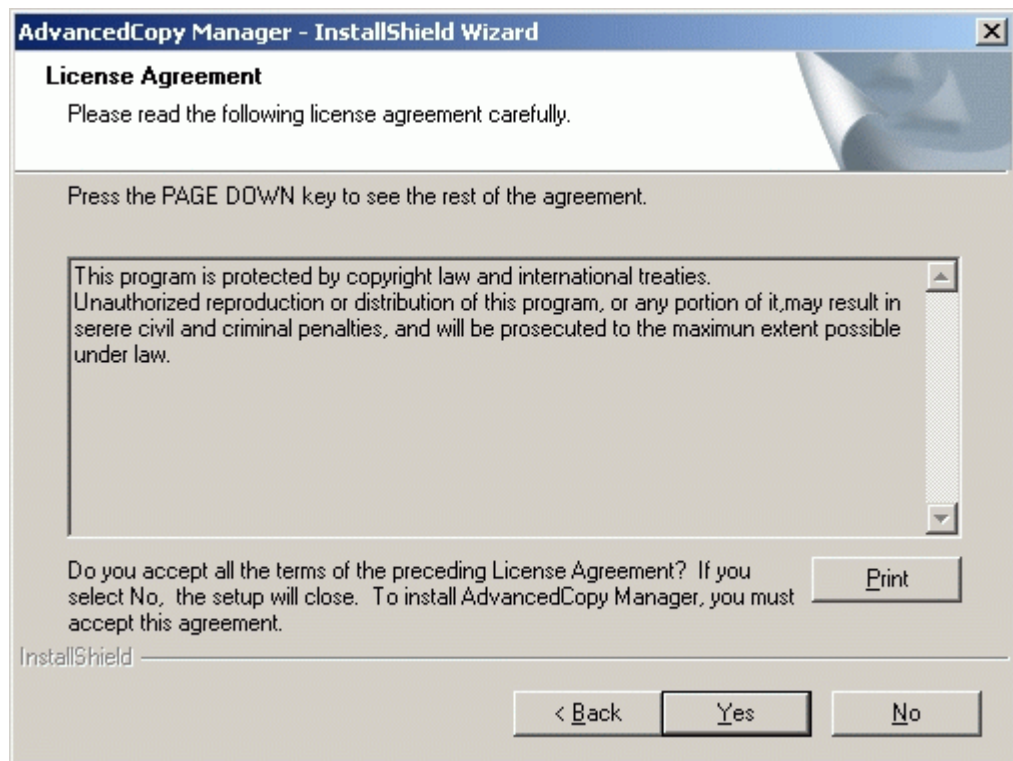 AdvancedCopy Manager - InstallShield Wizard
License Agreement
Please read the following license agreement carefully.
Press the PAGE DOWN key to see the rest of the agreement.
This program is protected by copyright law and international treaties.
Unauthorized reproduction or distribution of this program, or any portion of it,may result in
serere civil and criminal penalties, and will be prosecuted to the maximun extent possible
under law.
Do you accept all the terms of the preceding License Agreement? If you
select No, the setup will close. To install AdvancedCopy Manager, you must
accept this agreement.
Print
InstallShield
< Back
Yes
No